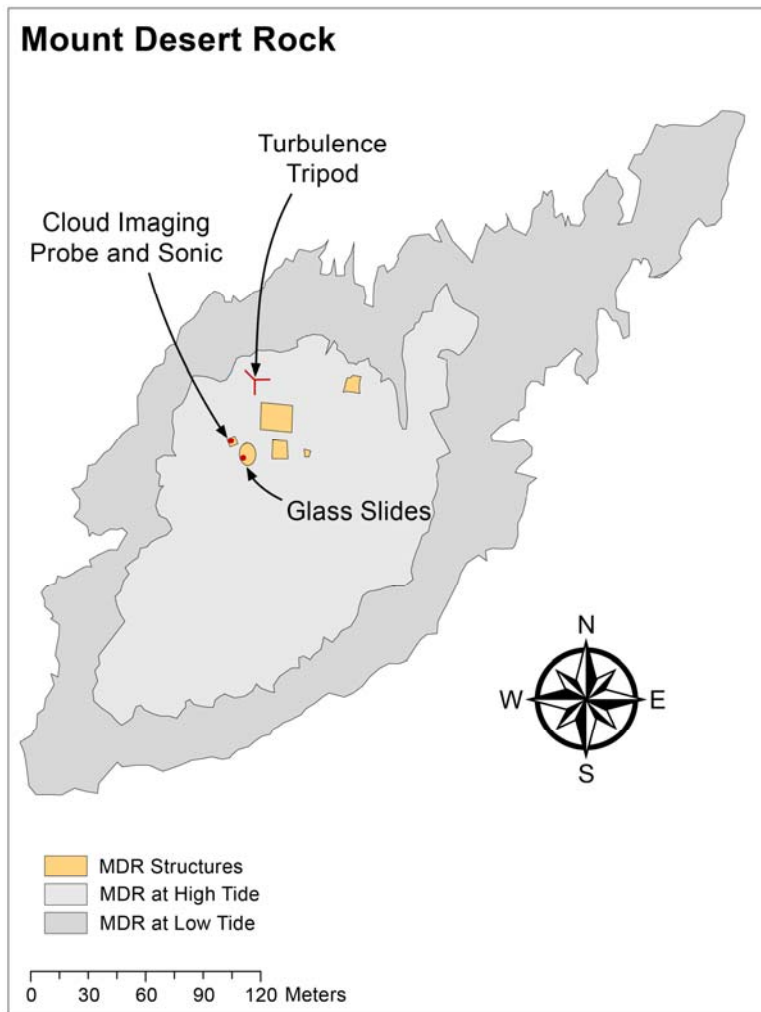 Mount Desert Rock
Turbulence
Tripod
Cloud Imaging
Probe and Sonic
Glass Slides
N
W E
S
MDR Structures
MDR at High Tide
MDR at Low Tide
0 30 60 90 120 Meters